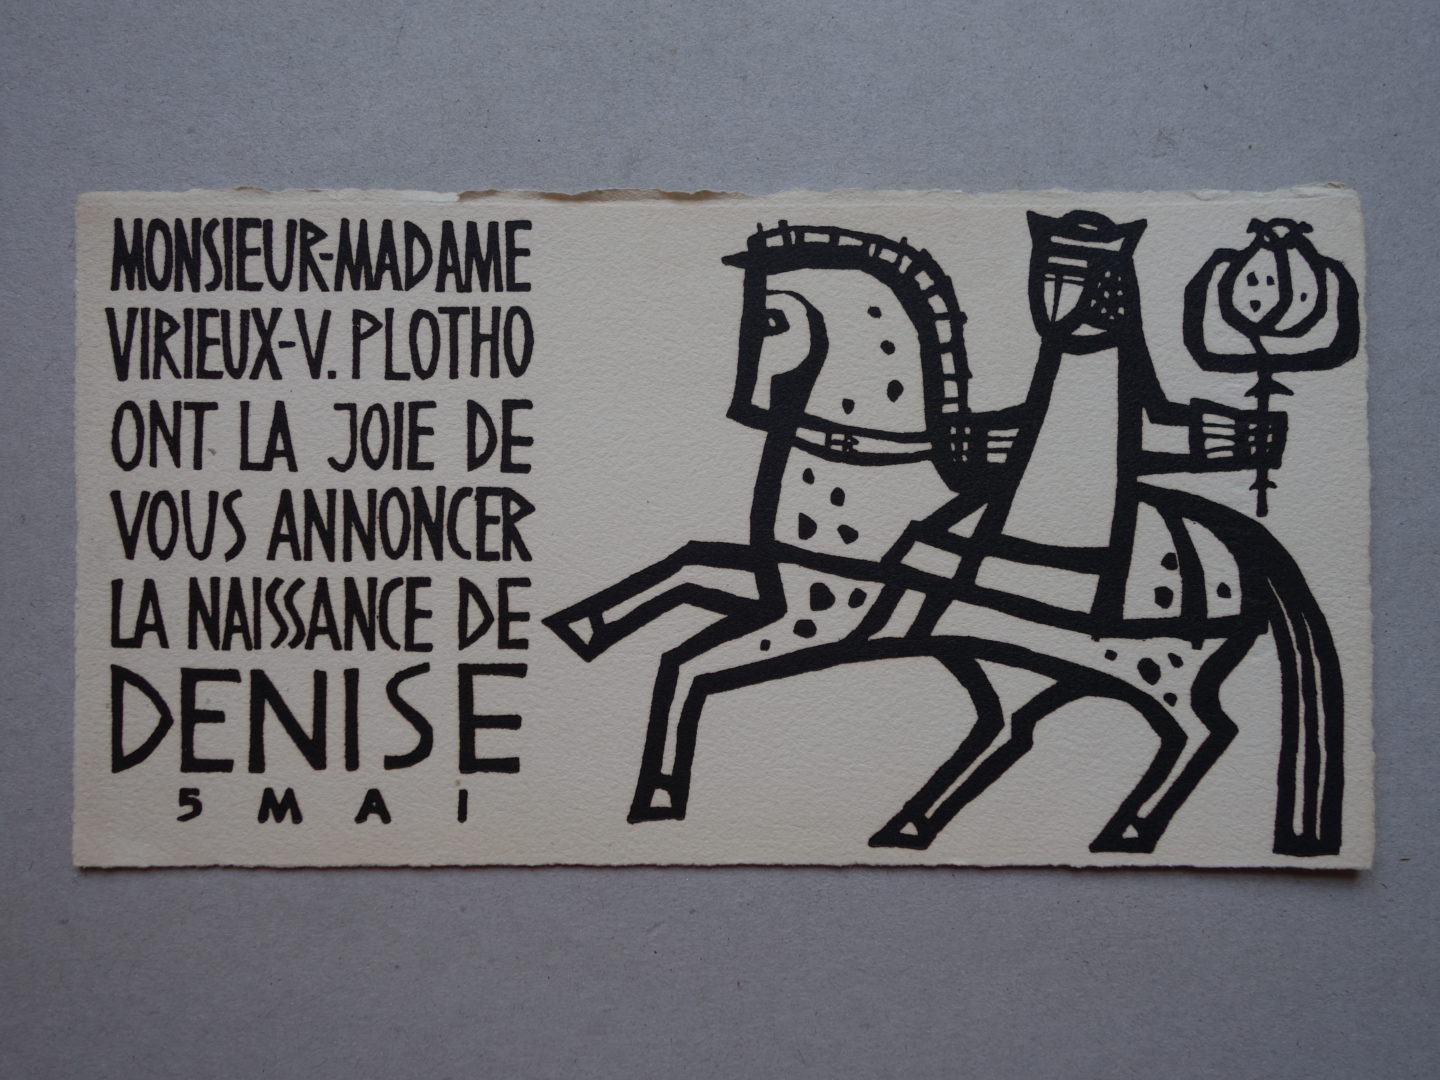 MONSIEUR-MADAME
VIRIEUX-V. PLOTHO
ONT LA JOIE DE
VOUS ANNONCER
LA NAISSANCE DE
DENISE
5 MAI